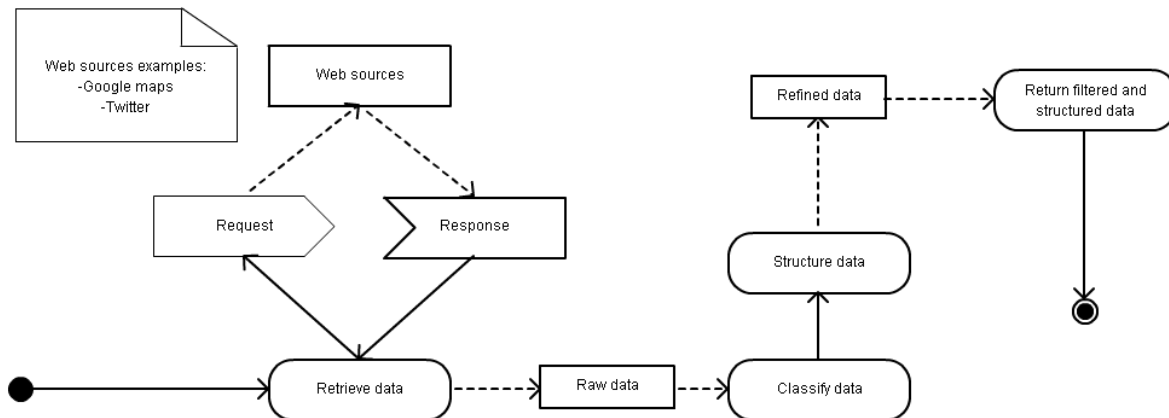 Web sources examples:
-Google maps
-Twitter
Web sources
Refined data
Return filtered and
structured data
Request
Response
Structure data
Retrieve data
Raw data
Classify data